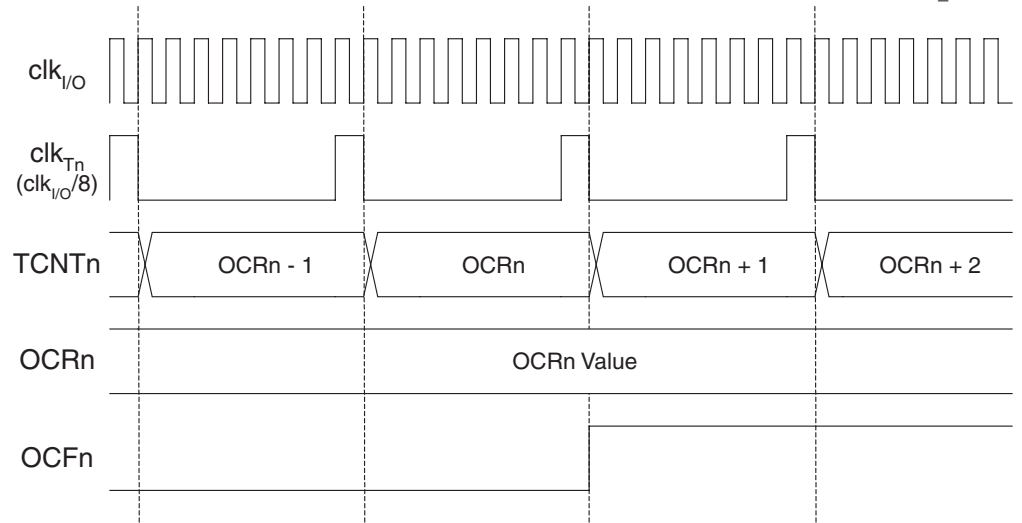 clkI/O
clkTn
(clkI/O/8)
TCNTn OCRn - 1 OCRn OCRn + 1 OCRn + 2
OCRn OCRn Value
OCFn